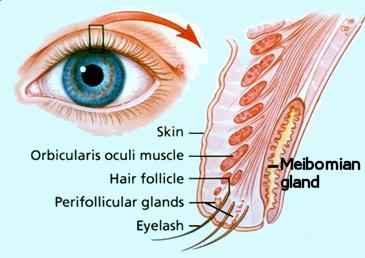 Skin
Orbicularis oculi muscle
Hair follicle
Perifollicular glands
Eyelash
Meibomian
gland